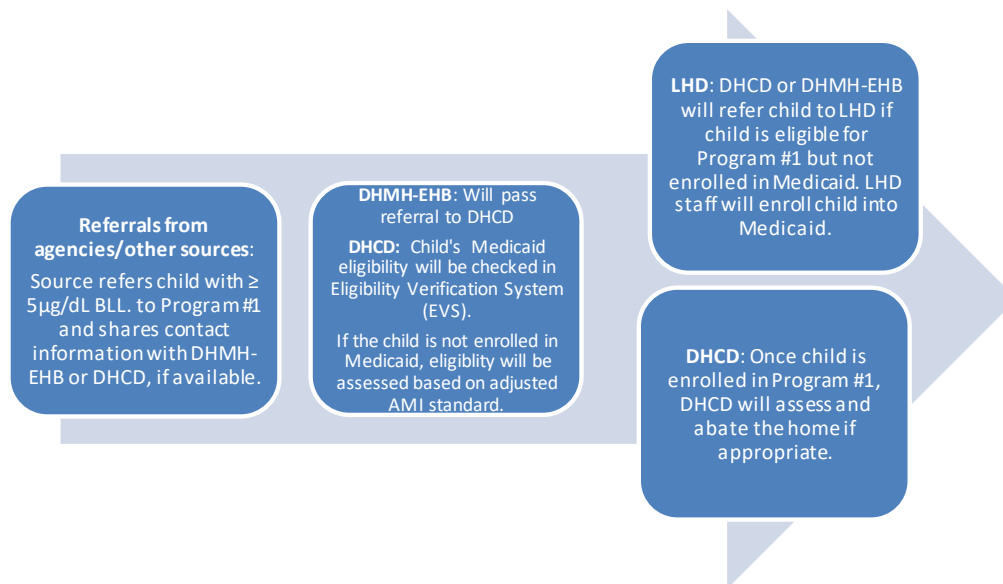 Referrals from
agencies/other sources:
Source refers child with ≥
5µg/dL BLL. to Program #1
and shares contact
information with DHMH-
EHB or DHCD, if available.
DHMH-EHB: Will pass
referral to DHCD
DHCD: Child's Medicaid
eligibility will be checked in
Eligibility Verification System
(EVS).
If the child is not enrolled in
Medicaid, eligiblity will be
assessed based on adjusted
AMI standard.
LHD: DHCD or DHMH-EHB
will refer child to LHD if
child is eligible for
Program #1 but not
enrolled in Medicaid. LHD
staff will enroll child into
Medicaid.
DHCD: Once child is
enrolled in Program #1,
DHCD will assess and
abate the home if
appropriate.